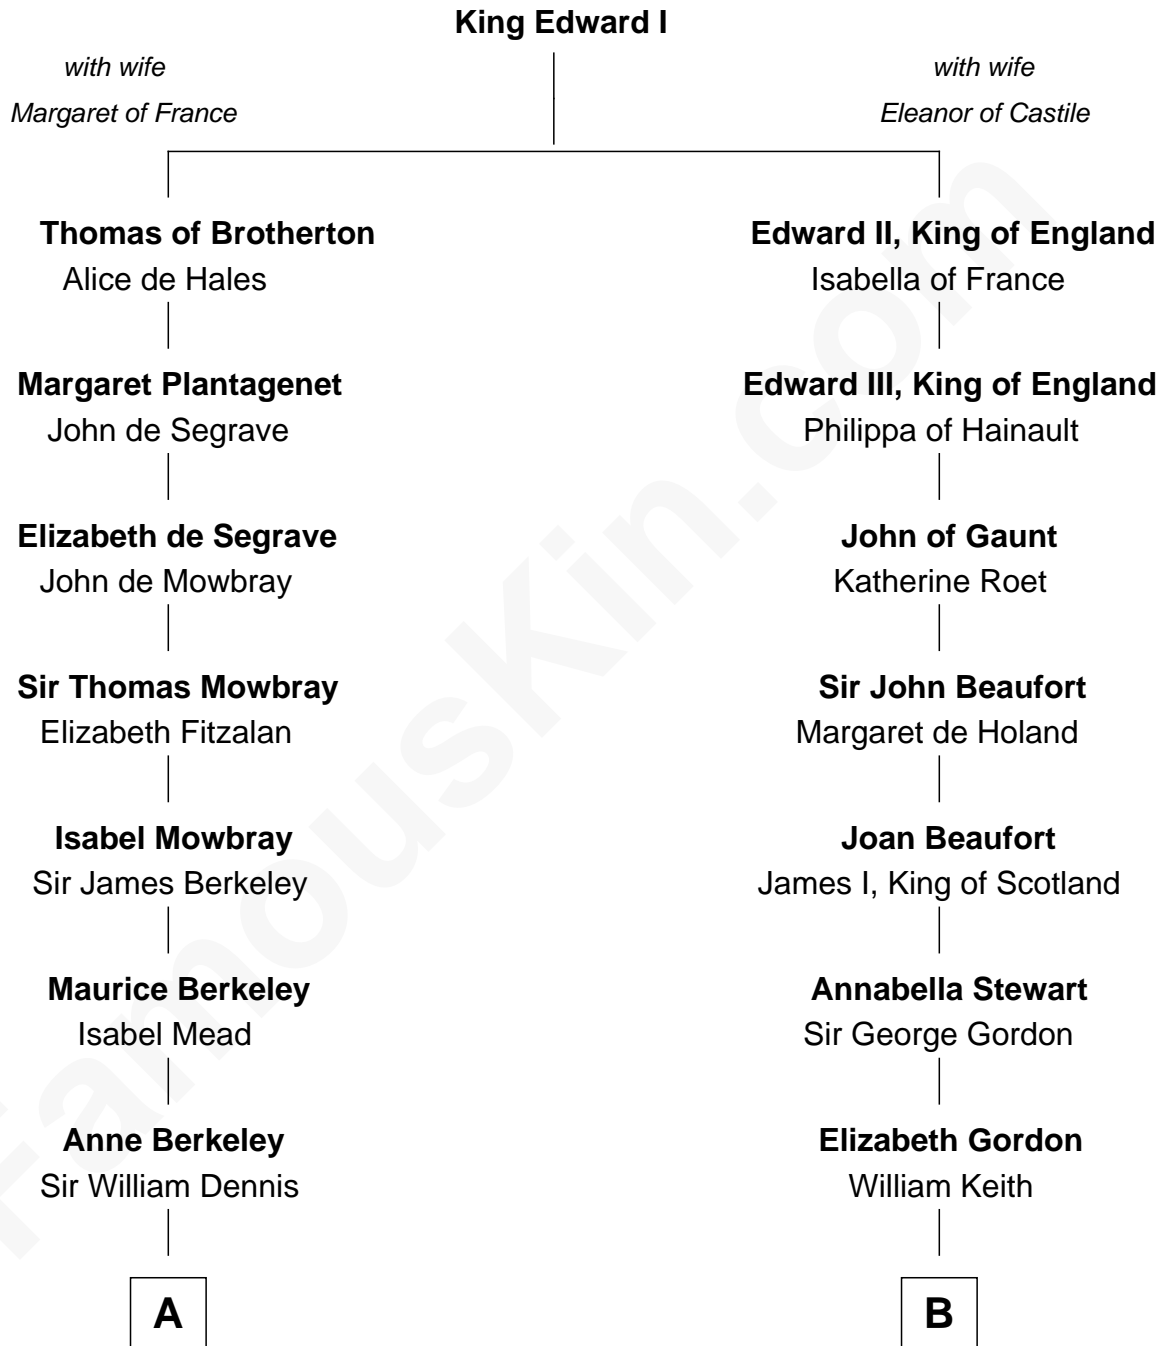 King Edward I
with wife
Margaret of France
with wife
Eleanor of Castile
Thomas of Brotherton
Alice de Hales
Edward II, King of England
Isabella of France
Margaret Plantagenet
John de Segrave
Edward III, King of England
Philippa of Hainault
Elizabeth de Segrave
John de Mowbray
John of Gaunt
Katherine Roet
Sir Thomas Mowbray
Elizabeth Fitzalan
Sir John Beaufort
Margaret de Holand
Isabel Mowbray
Sir James Berkeley
Joan Beaufort
James I, King of Scotland
Maurice Berkeley
Isabel Mead
Annabella Stewart
Sir George Gordon
Anne Berkeley
Sir William Dennis
Elizabeth Gordon
William Keith
A
B
FamousKin.com